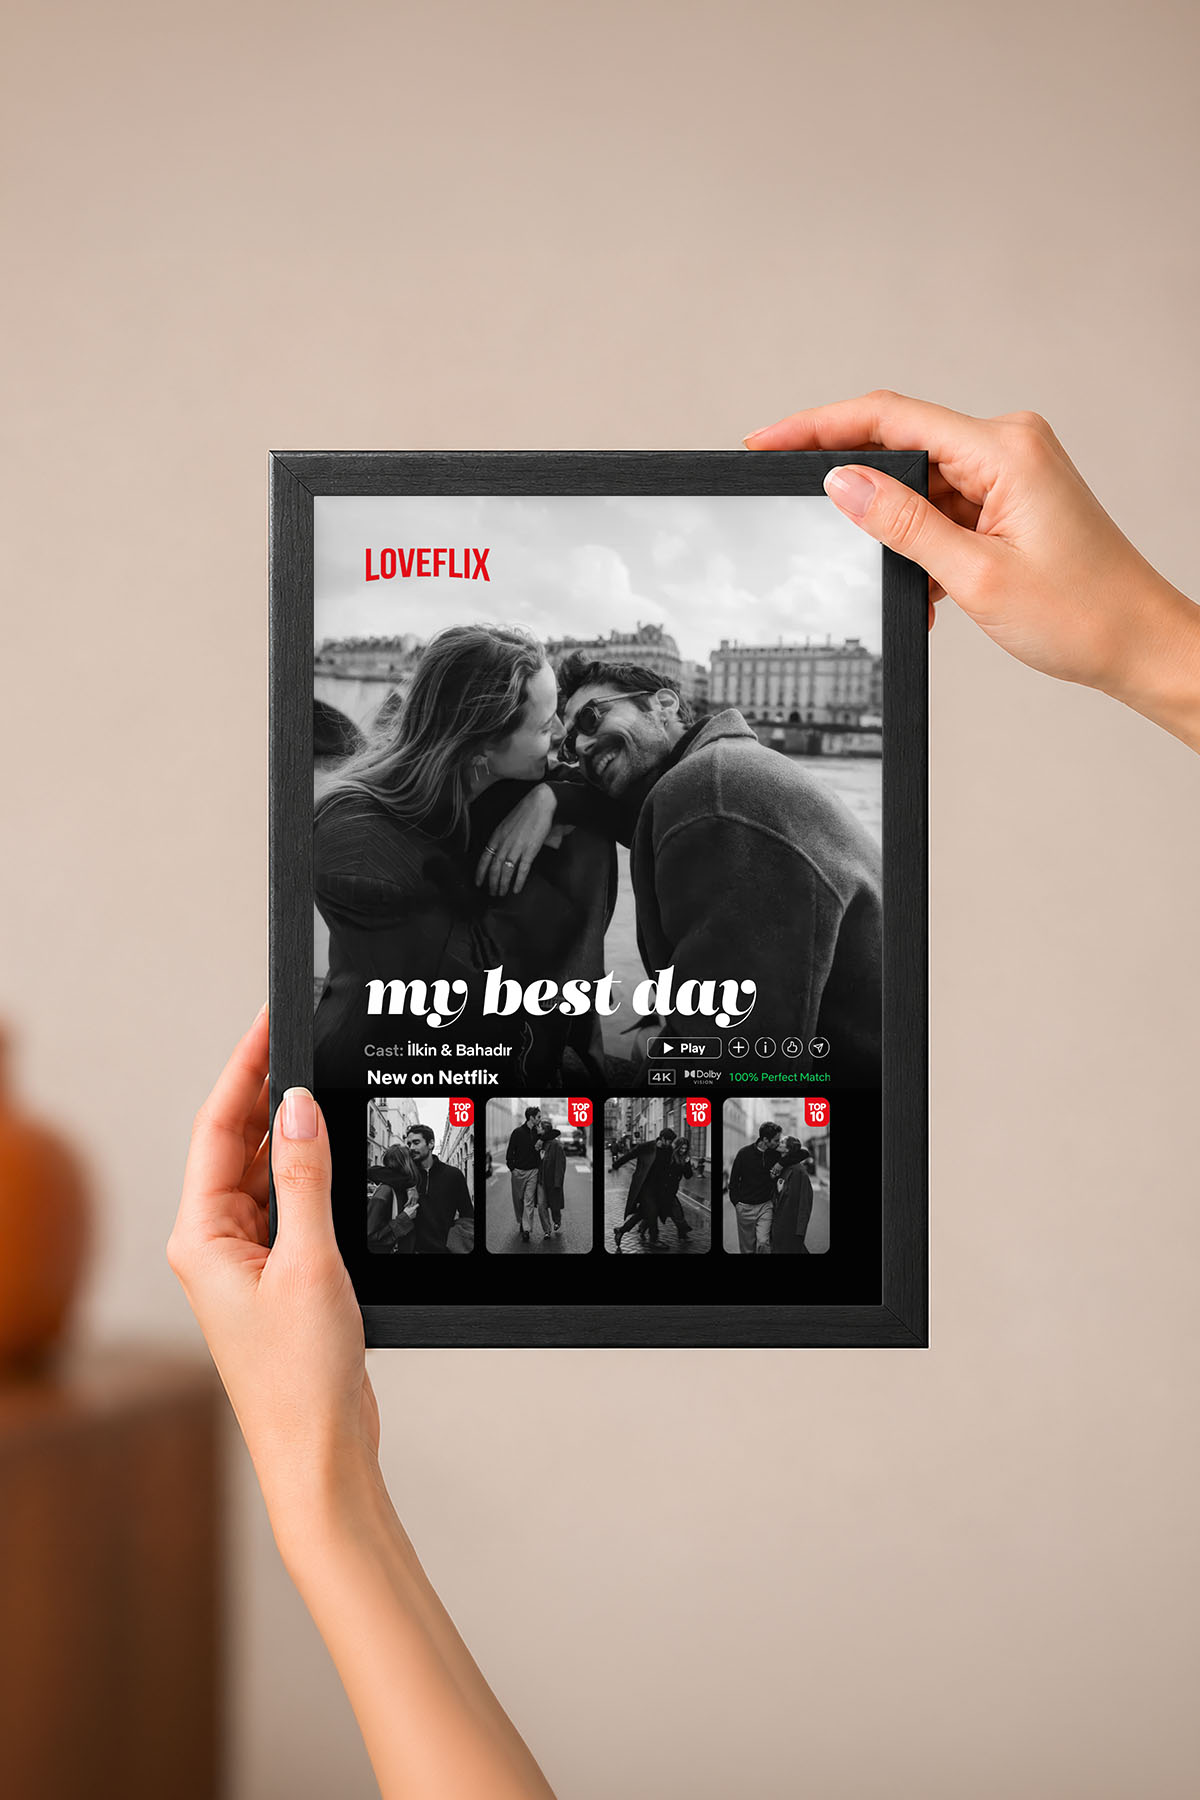 LOVEFLIX
my best day
Cast: İlkin & Bahadır
Play
New on Netflix
4K Dolby VISION 100% Perfect Match
TOP 10
TOP 10
TOP 10
TOP 10